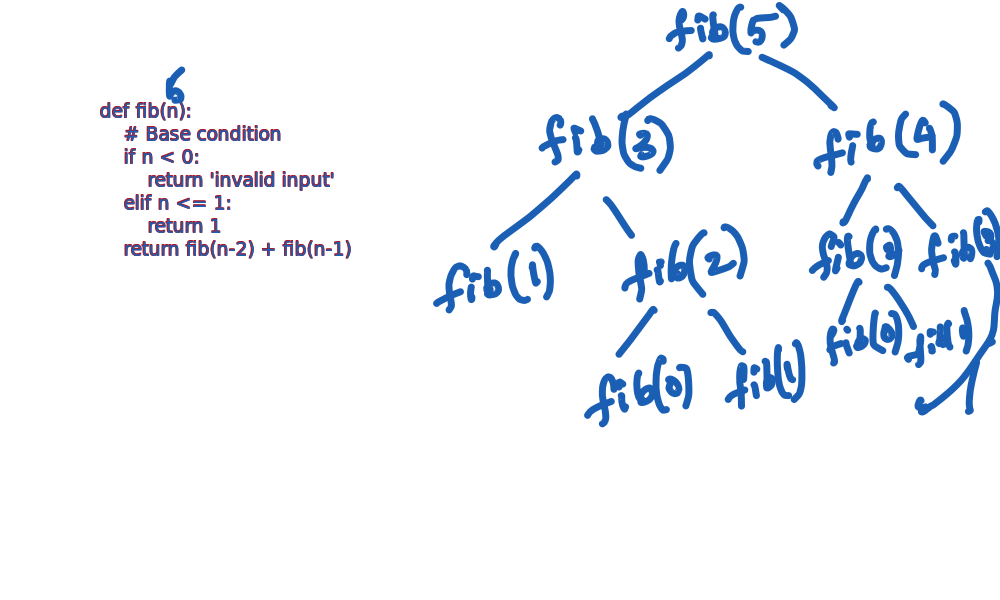 fib(5)
6
def fib(n):
# Base condition
if n < 0:
return 'invalid input'
elif n <= 1:
return 1
return fib(n-2) + fib(n-1)
fib(3) fib(4)
fib(1) fib(2) fib(2) fib(3)
fib(0) fib(1) fib(0) fib(1)